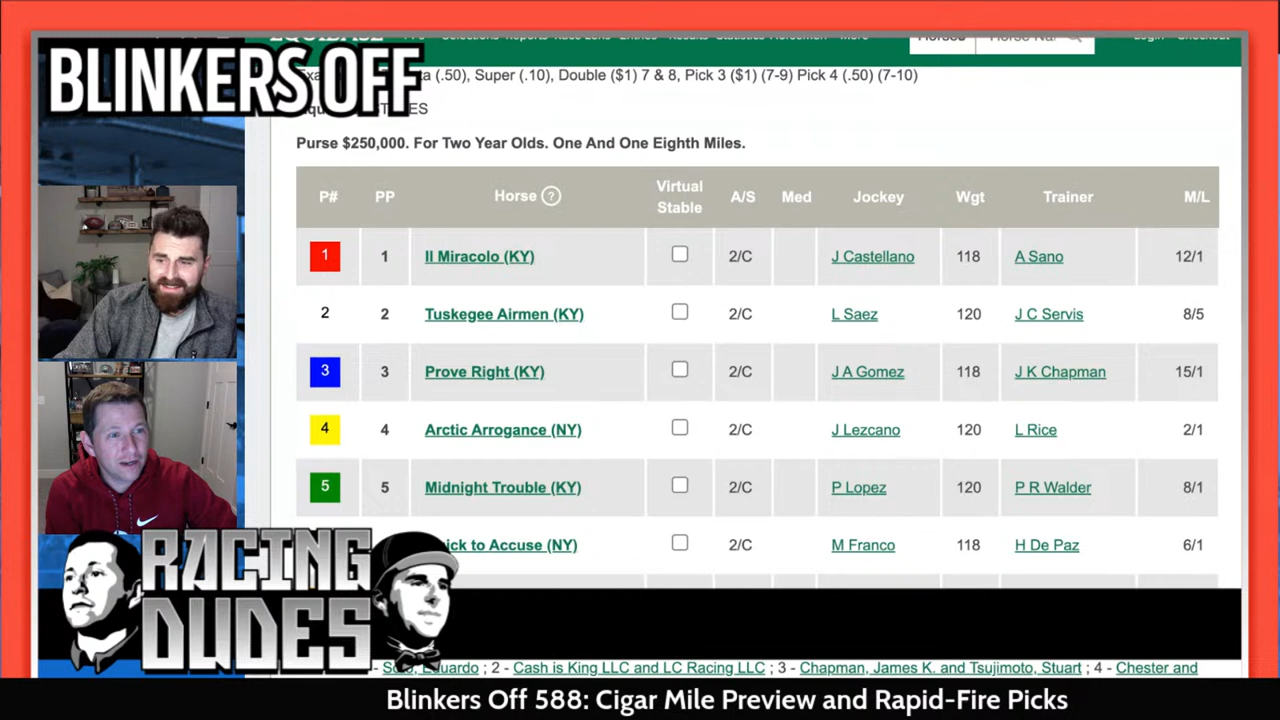 BLINKERS OFF
(.50), Super (.10), Double ($1) 7 & 8, Pick 3 ($1) (7-9) Pick 4 (.50) (7-10)
Purse $250,000. For Two Year Olds. One And One Eighth Miles.
P# PP Horse ? Virtual Stable A/S Med Jockey Wgt Trainer M/L
1 1 Il Miracolo (KY) 2/C J Castellano 118 A Sano 12/1
2 2 Tuskegee Airmen (KY) 2/C L Saez 120 J C Servis 8/5
3 3 Prove Right (KY) 2/C J A Gomez 118 J K Chapman 15/1
4 4 Arctic Arrogance (NY) 2/C J Lezcano 120 L Rice 2/1
5 5 Midnight Trouble (KY) 2/C P Lopez 120 P R Walder 8/1
to Accuse (NY) 2/C M Franco 118 H De Paz 6/1
RACING
DUDES
; 2 - Cash is King LLC and LC Racing LLC ; 3 - Chapman, James K. and Tsujimoto, Stuart ; 4 - Chester and
Blinkers Off 588: Cigar Mile Preview and Rapid-Fire Picks